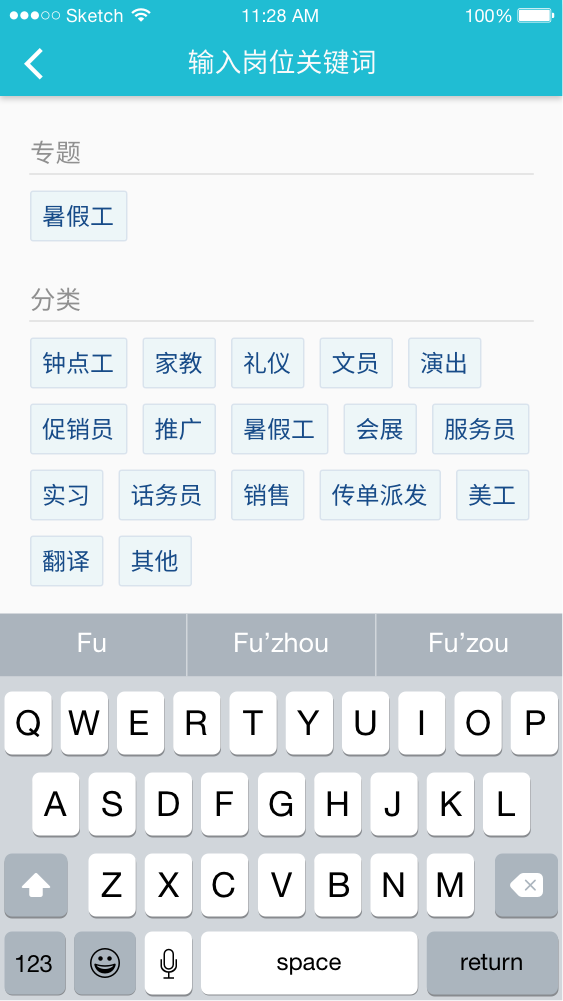 Sketch 11:28 AM 100%
输入岗位关键词
专题
暑假工
分类
钟点工 家教 礼仪 文员 演出
促销员 推广 暑假工 会展 服务员
实习 话务员 销售 传单派发 美工
翻译 其他
Fu Fu’zhou Fu’zou
Q W E R T Y U I O P
A S D F G H J K L
Z X C V B N M
123 space return